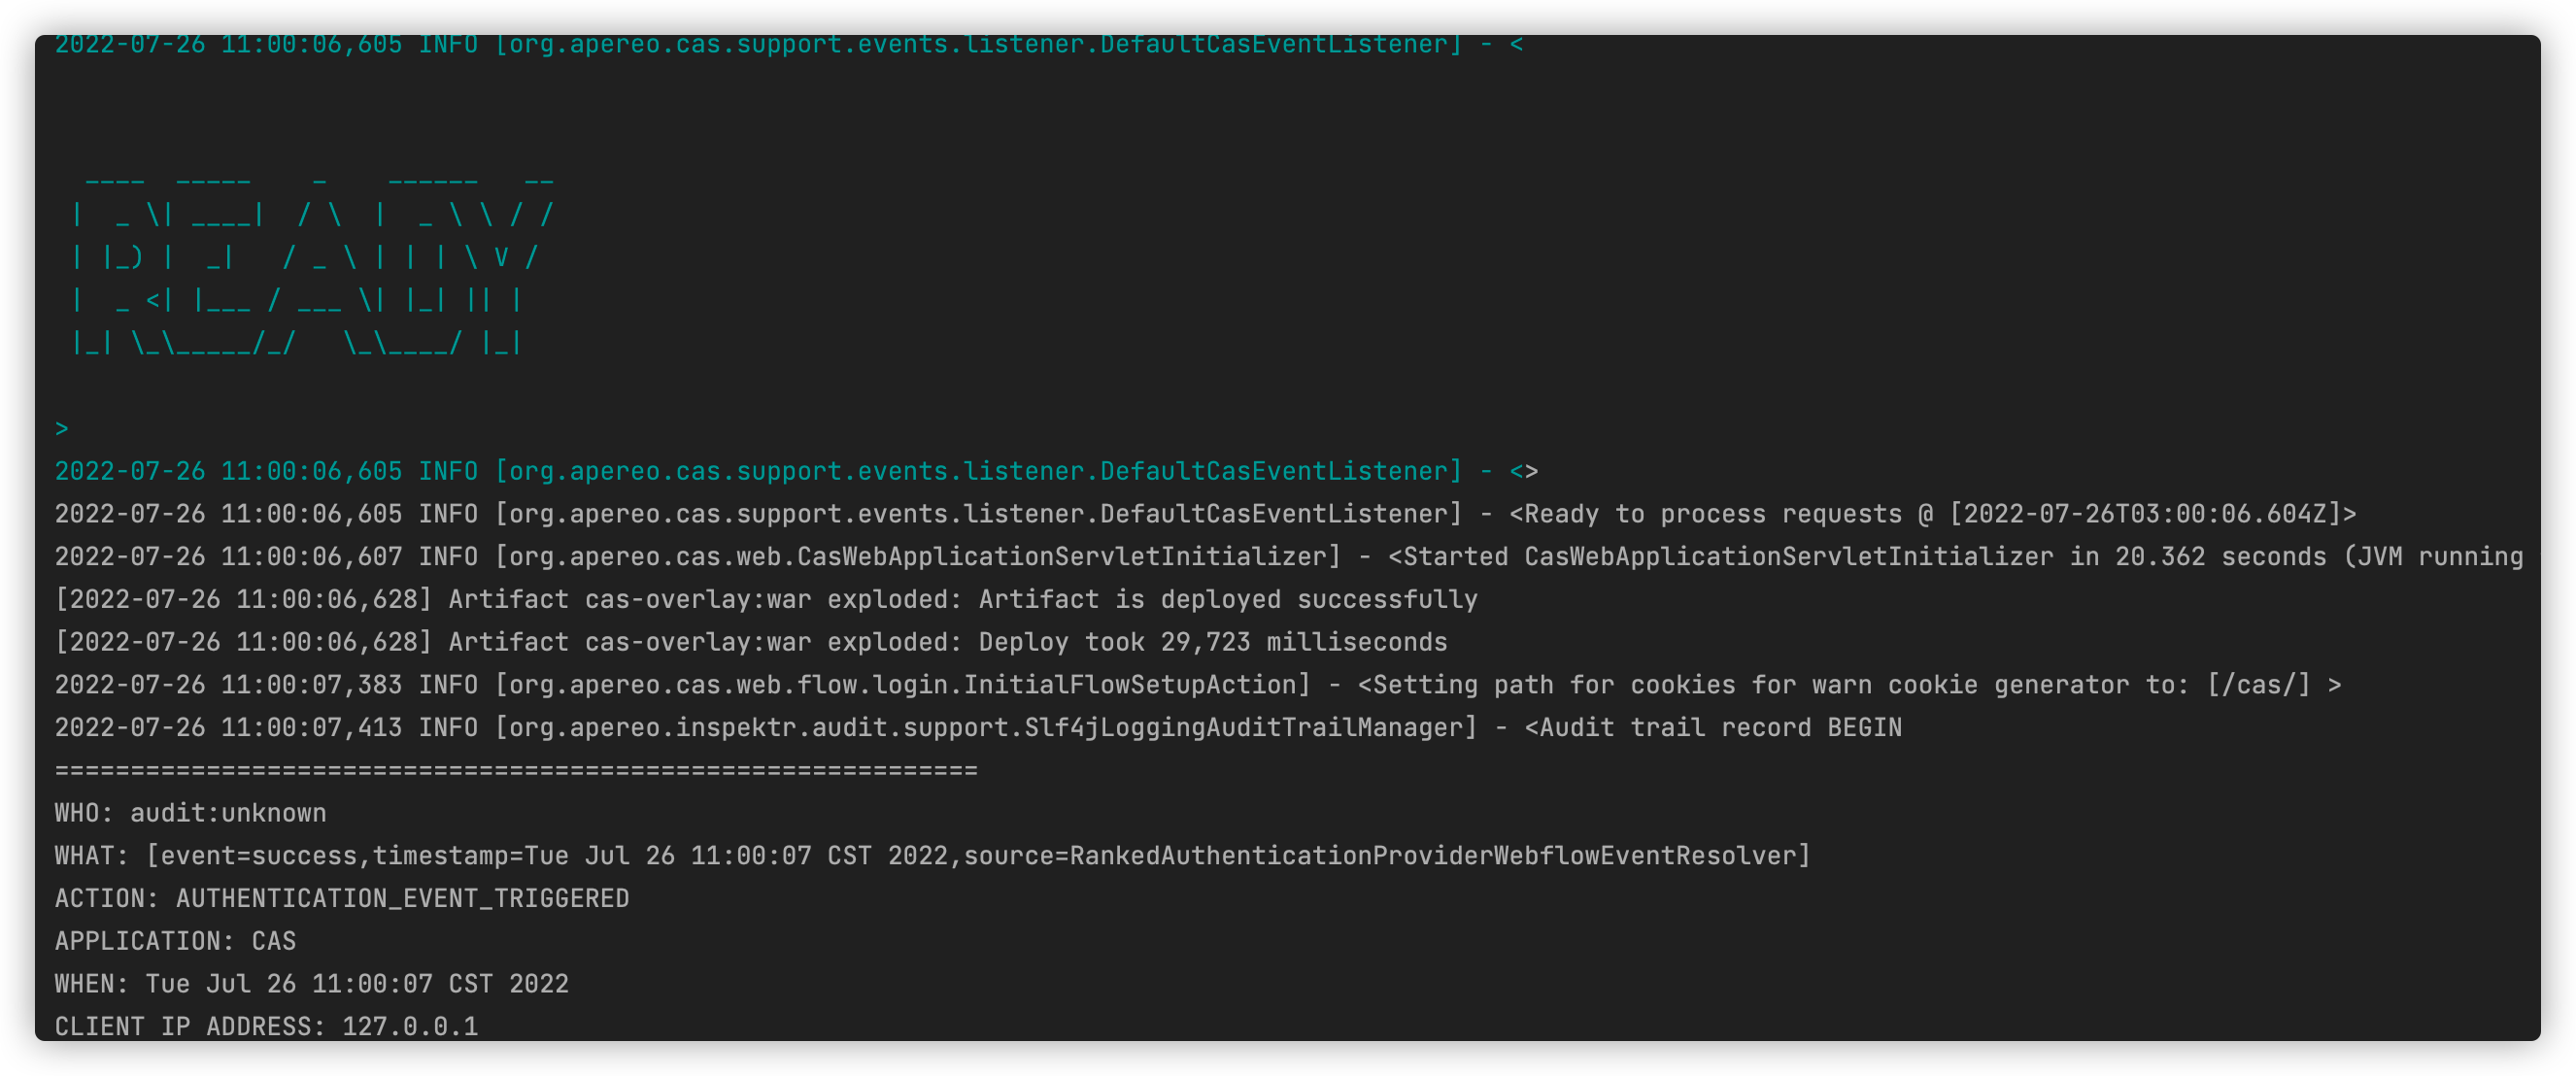 2022-07-26 11:00:06,605 INFO [org.apereo.cas.support.events.listener.DefaultCasEventListener] - <
  ____  _____    _    ______   __
 |  _ \| ____|  / \  |  _ \ \ / /
 | |_) |  _|   / _ \ | | | \ V /
 |  _ <| |___ / ___ \| |_| || |
 |_| \_\_____/_/   \_\____/ |_|
>
2022-07-26 11:00:06,605 INFO [org.apereo.cas.support.events.listener.DefaultCasEventListener] - <>
2022-07-26 11:00:06,605 INFO [org.apereo.cas.support.events.listener.DefaultCasEventListener] - <Ready to process requests @ [2022-07-26T03:00:06.604Z]>
2022-07-26 11:00:06,607 INFO [org.apereo.cas.web.CasWebApplicationServletInitializer] - <Started CasWebApplicationServletInitializer in 20.362 seconds (JVM running
[2022-07-26 11:00:06,628] Artifact cas-overlay:war exploded: Artifact is deployed successfully
[2022-07-26 11:00:06,628] Artifact cas-overlay:war exploded: Deploy took 29,723 milliseconds
2022-07-26 11:00:07,383 INFO [org.apereo.cas.web.flow.login.InitialFlowSetupAction] - <Setting path for cookies for warn cookie generator to: [/cas/] >
2022-07-26 11:00:07,413 INFO [org.apereo.inspektr.audit.support.Slf4jLoggingAuditTrailManager] - <Audit trail record BEGIN
=============================================================
WHO: audit:unknown
WHAT: [event=success,timestamp=Tue Jul 26 11:00:07 CST 2022,source=RankedAuthenticationProviderWebflowEventResolver]
ACTION: AUTHENTICATION_EVENT_TRIGGERED
APPLICATION: CAS
WHEN: Tue Jul 26 11:00:07 CST 2022
CLIENT IP ADDRESS: 127.0.0.1